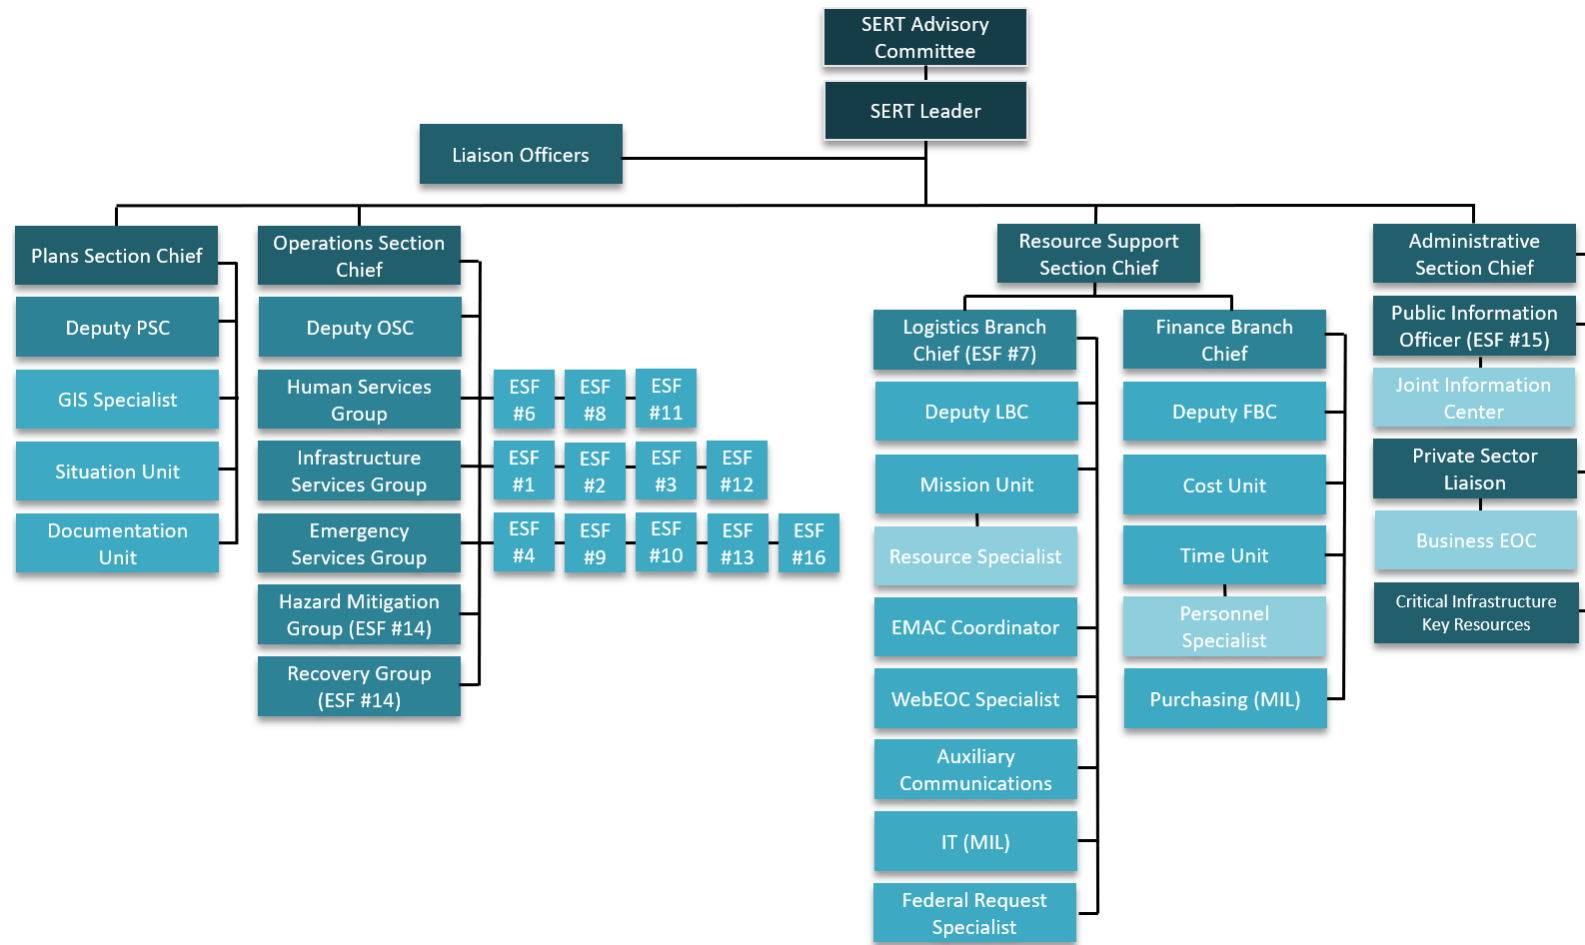 SERT Advisory
Committee
SERT Leader
Liaison Officers
Plans Section Chief
Deputy PSC
GIS Specialist
Situation Unit
Documentation
Unit
Operations Section
Chief
Deputy OSC
Human Services
Group
ESF
#6
ESF
#8
ESF
#11
Infrastructure
Services Group
ESF
#1
ESF
#2
ESF
#3
ESF
#12
Emergency
Services Group
ESF
#4
ESF
#9
ESF
#10
ESF
#13
ESF
#16
Hazard Mitigation
Group (ESF #14)
Recovery Group
(ESF #14)
Resource Support
Section Chief
Logistics Branch
Chief (ESF #7)
Deputy LBC
Mission Unit
Resource Specialist
EMAC Coordinator
WebEOC Specialist
Auxiliary
Communications
IT (MIL)
Federal Request
Specialist
Finance Branch
Chief
Deputy FBC
Cost Unit
Time Unit
Personnel
Specialist
Purchasing (MIL)
Administrative
Section Chief
Public Information
Officer (ESF #15)
Joint Information
Center
Private Sector
Liaison
Business EOC
Critical Infrastructure
Key Resources